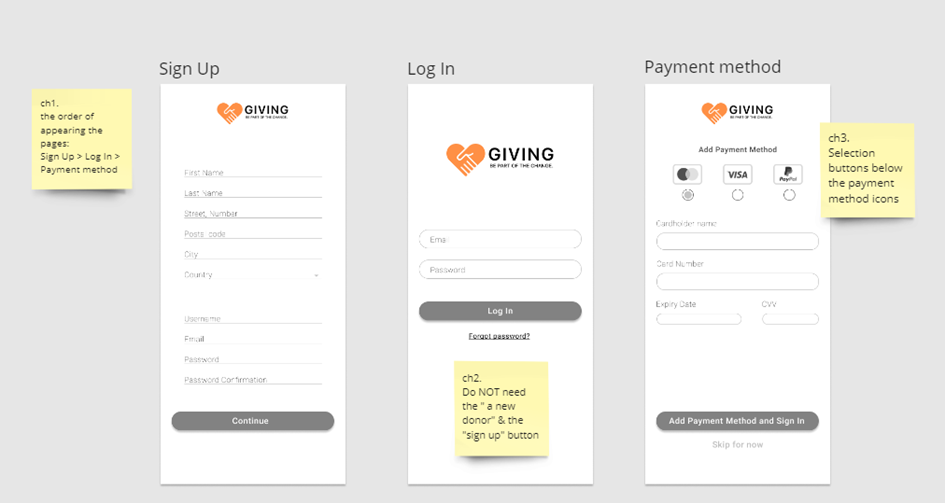 Sign Up
Log In
Payment method
ch1.
the order of
appearing the
pages:
Sign Up > Log In >
Payment method
GIVING
BE PART OF THE CHANGE.
First Name
Last Name
Street, Number
Postal code
City
Country
Username
Email
Password
Password Confirmation
Continue
GIVING
BE PART OF THE CHANGE.
Email
Password
Log In
Forgot password?
ch2.
Do NOT need
the " a new
donor" & the
"sign up" button
GIVING
BE PART OF THE CHANGE.
Add Payment Method
VISA
PayPal
Cardholder name
Card Number
Expiry Date CVV
Add Payment Method and Sign In
Skip for now
ch3.
Selection
buttons below
the payment
method icons